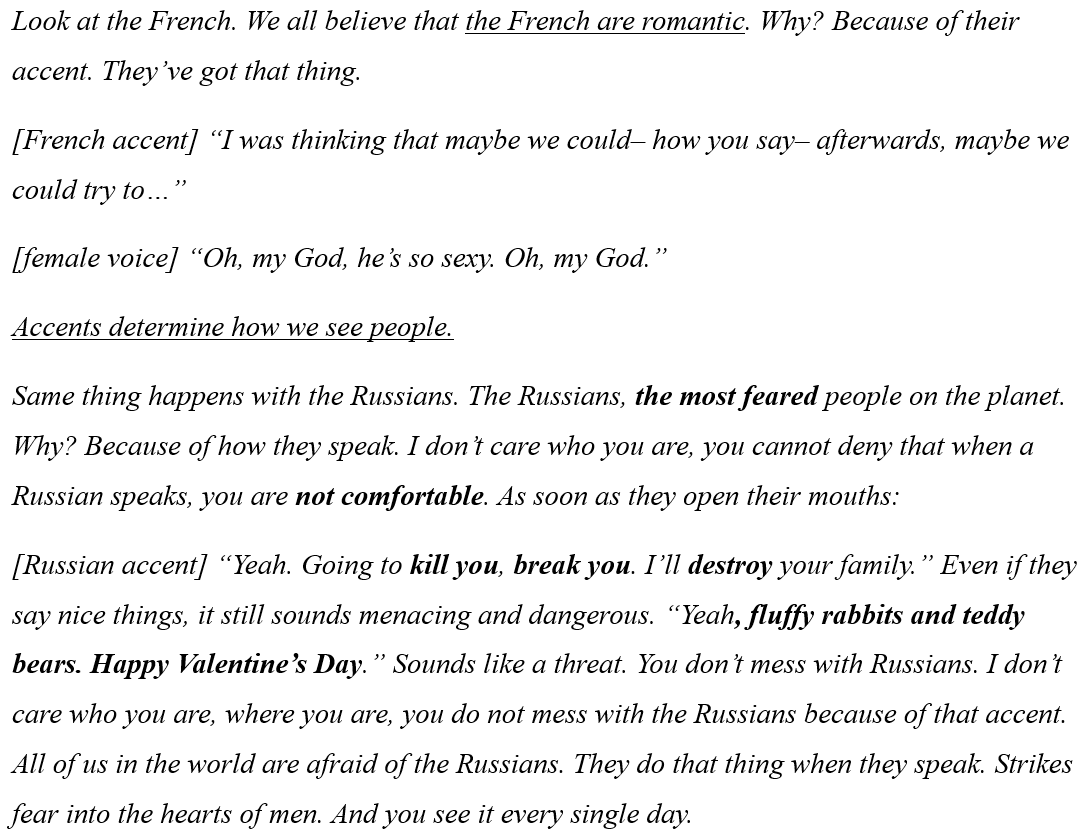 Look at the French. We all believe that the French are romantic. Why? Because of their
accent. They’ve got that thing.
[French accent] “I was thinking that maybe we could– how you say– afterwards, maybe we
could try to…”
[female voice] “Oh, my God, he’s so sexy. Oh, my God.”
Accents determine how we see people.
Same thing happens with the Russians. The Russians, the most feared people on the planet.
Why? Because of how they speak. I don’t care who you are, you cannot deny that when a
Russian speaks, you are not comfortable. As soon as they open their mouths:
[Russian accent] “Yeah. Going to kill you, break you. I’ll destroy your family.” Even if they
say nice things, it still sounds menacing and dangerous. “Yeah, fluffy rabbits and teddy
bears. Happy Valentine’s Day.” Sounds like a threat. You don’t mess with Russians. I don’t
care who you are, where you are, you do not mess with the Russians because of that accent.
All of us in the world are afraid of the Russians. They do that thing when they speak. Strikes
fear into the hearts of men. And you see it every single day.